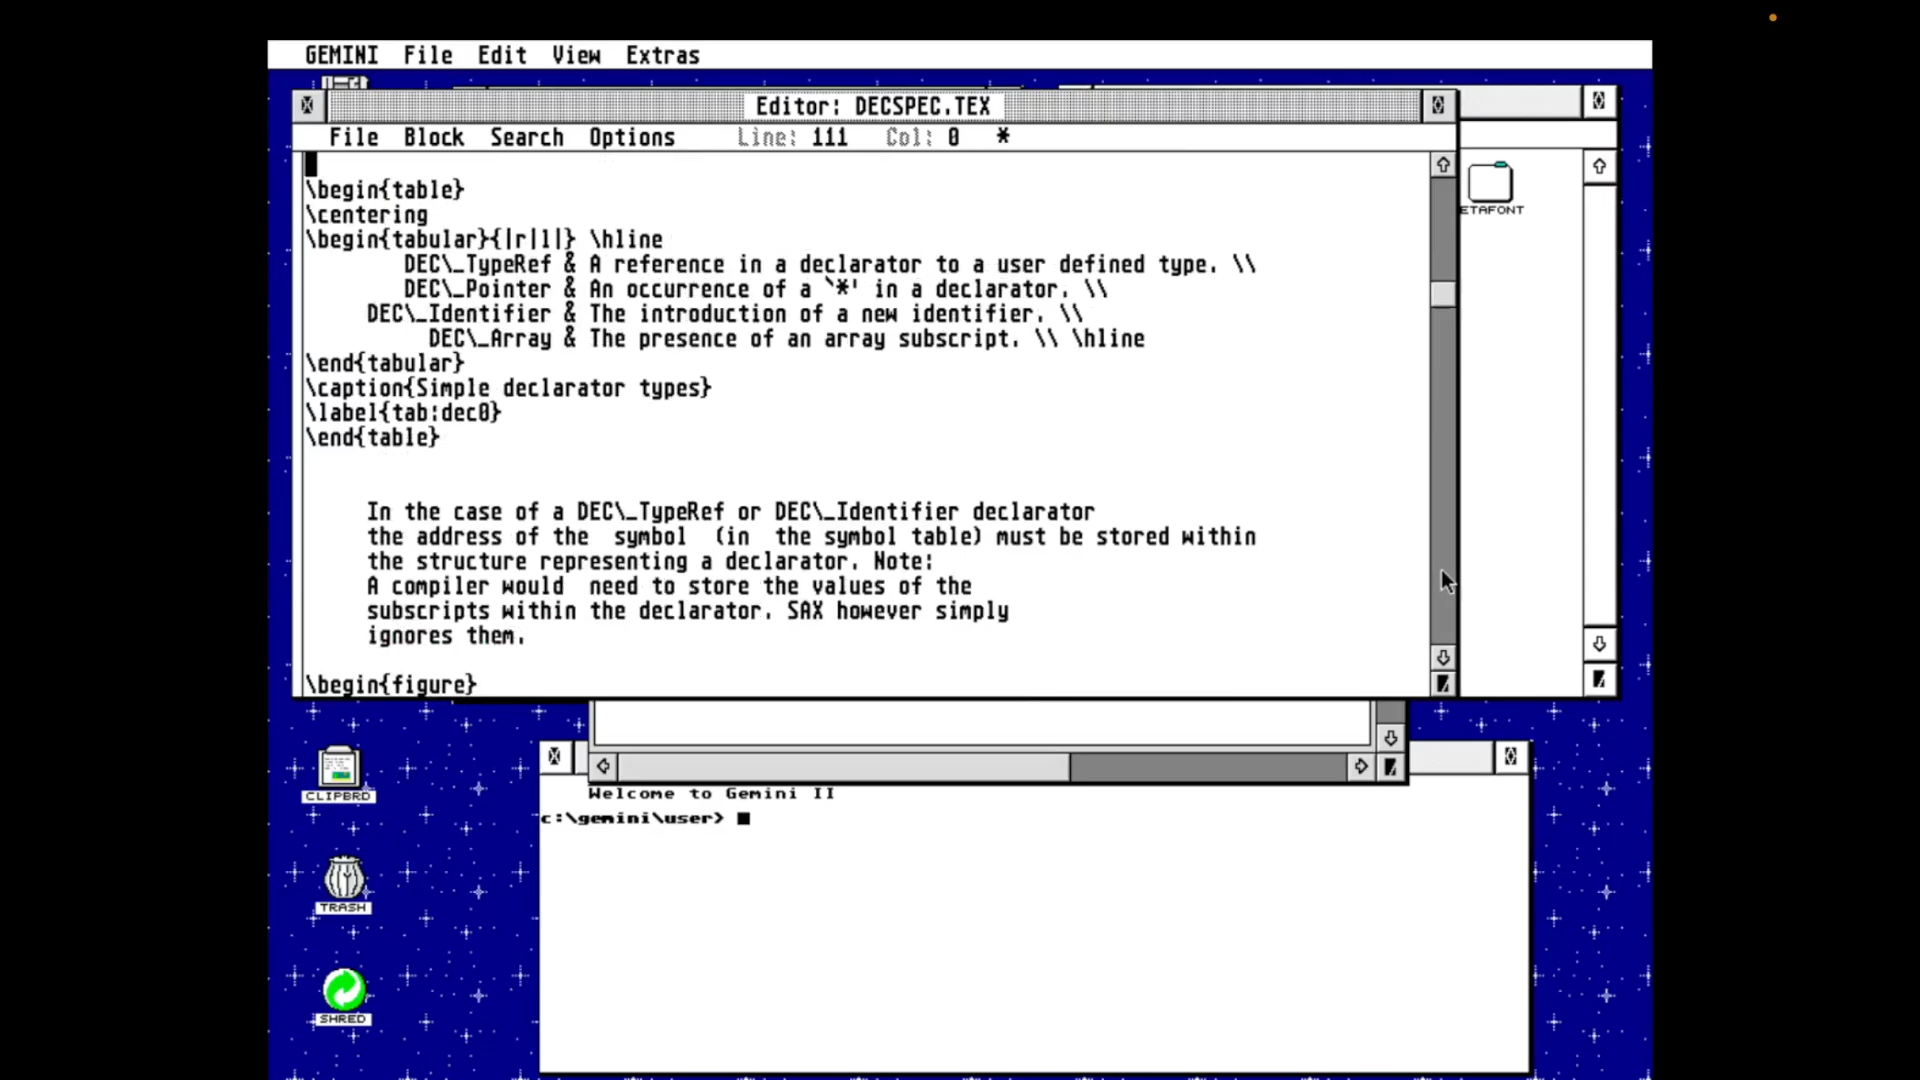 GEMINI File Edit View Extras
Editor: DECSPEC.TEX
File Block Search Options Line: 111 Col: 0 *
\begin{table}
\centering
\begin{tabular}{|r|l|} \hline
DEC\_TypeRef & A reference in a declarator to a user defined type. \\
DEC\_Pointer & An occurrence of a `*' in a declarator. \\
DEC\_Identifier & The introduction of a new identifier. \\
DEC\_Array & The presence of an array subscript. \\ \hline
\end{tabular}
\caption{Simple declarator types}
\label{tab:dec0}
\end{table}
In the case of a DEC\_TypeRef or DEC\_Identifier declarator
the address of the  symbol  (in  the symbol table) must be stored within
the structure representing a declarator. Note:
A compiler would  need to store the values of the
subscripts within the declarator. SAX however simply
ignores them.
\begin{figure}
ETAFONT
CLIPBRD
TRASH
SHRED
Welcome to Gemini II
c:\gemini\user>